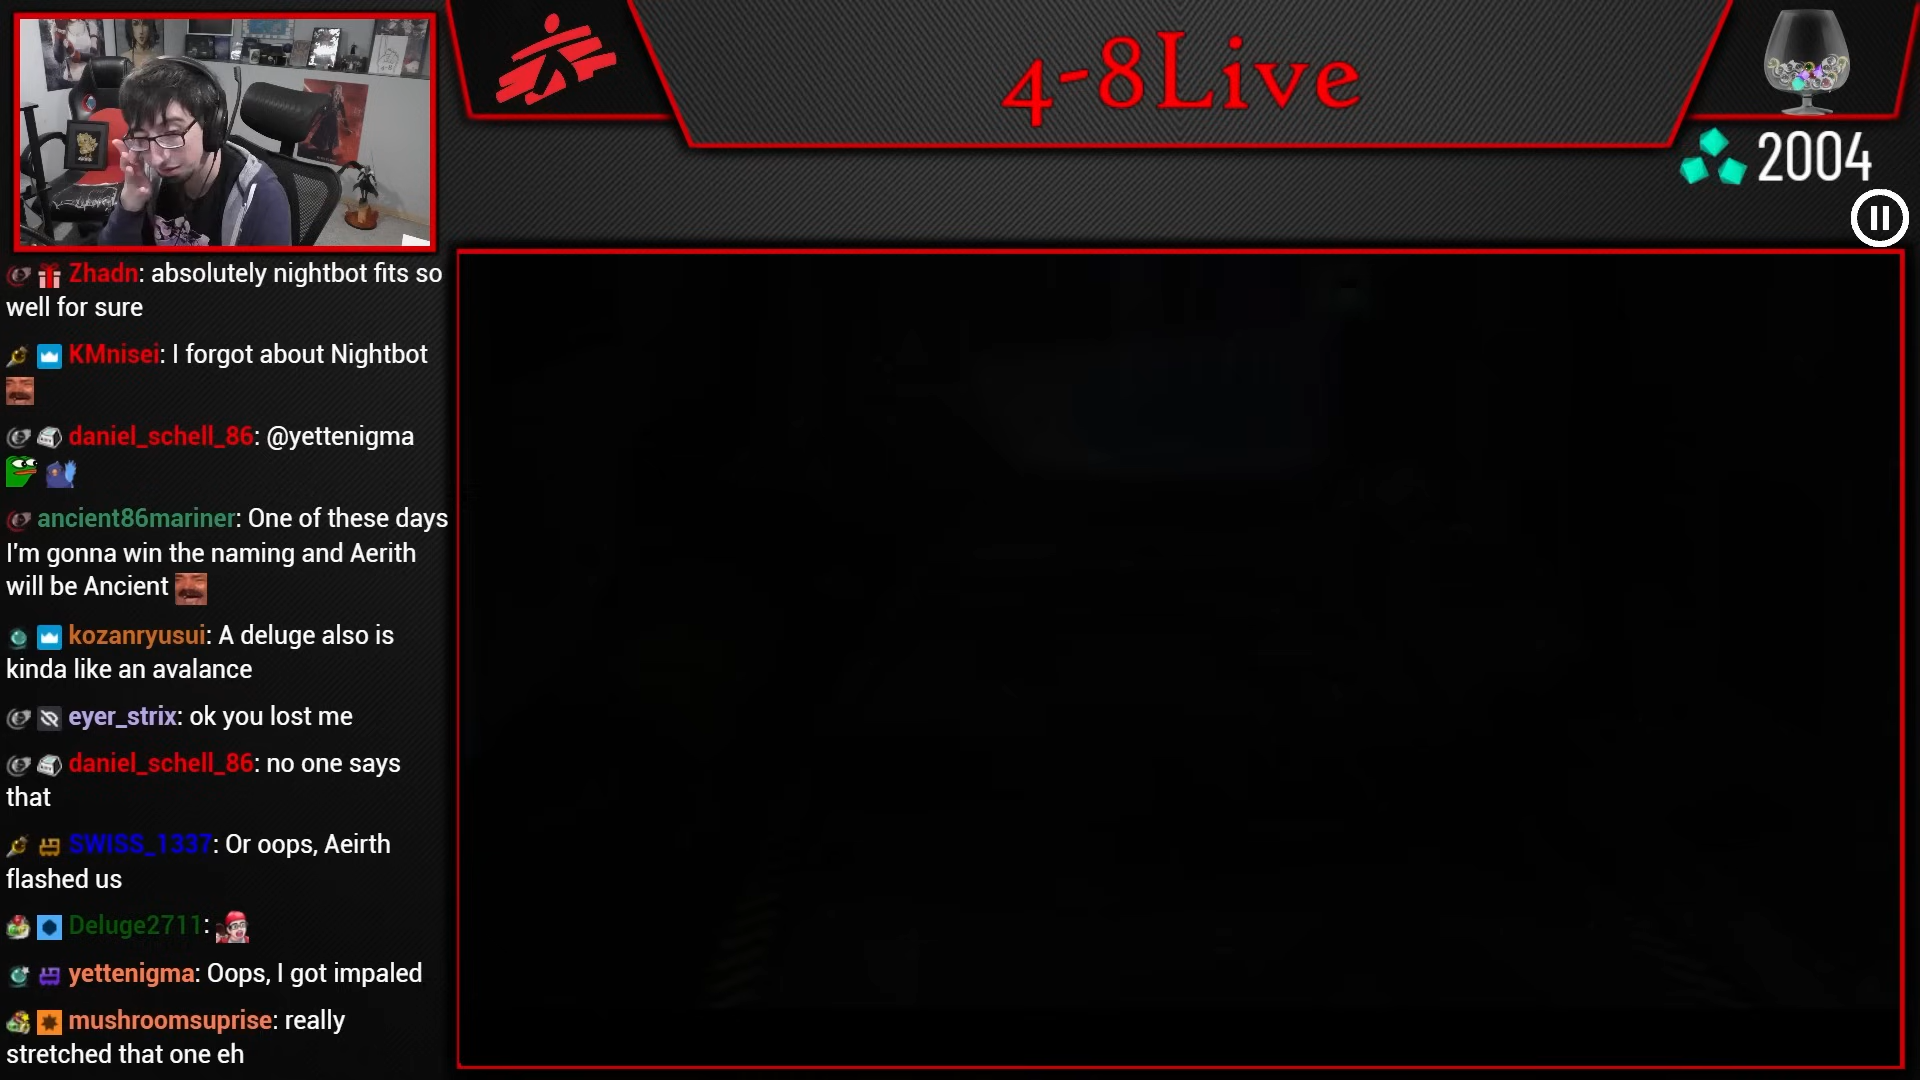 4-8Live
2004
Zhadn: absolutely nightbot fits so
well for sure
KMnisei: I forgot about Nightbot
daniel_schell_86: @yettenigma
ancient86mariner: One of these days
I'm gonna win the naming and Aerith
will be Ancient
kozanryusui: A deluge also is
kinda like an avalance
eyer_strix: ok you lost me
daniel_schell_86: no one says
that
SWISS_1337: Or oops, Aeirth
flashed us
Deluge2711:
yettenigma: Oops, I got impaled
mushroomsuprise: really
stretched that one eh